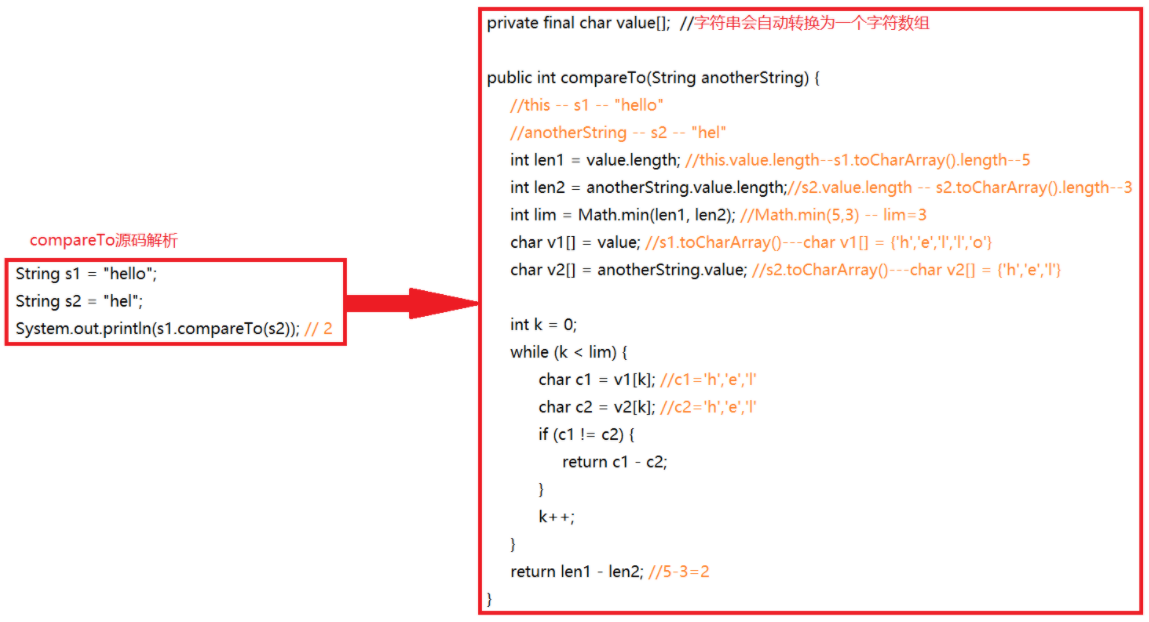 compareTo源码解析
String s1 = "hello";
String s2 = "hel";
System.out.println(s1.compareTo(s2)); // 2
private final char value[];  //字符串会自动转换为一个字符数组
public int compareTo(String anotherString) {
//this -- s1 -- "hello"
//anotherString -- s2 -- "hel"
int len1 = value.length; //this.value.length--s1.toCharArray().length--5
int len2 = anotherString.value.length;//s2.value.length -- s2.toCharArray().length--3
int lim = Math.min(len1, len2); //Math.min(5,3) -- lim=3
char v1[] = value; //s1.toCharArray()---char v1[] = {'h','e','l','l','o'}
char v2[] = anotherString.value; //s2.toCharArray()---char v2[] = {'h','e','l'}
int k = 0;
while (k < lim) {
char c1 = v1[k]; //c1='h','e','l'
char c2 = v2[k]; //c2='h','e','l'
if (c1 != c2) {
return c1 - c2;
}
k++;
}
return len1 - len2; //5-3=2
}